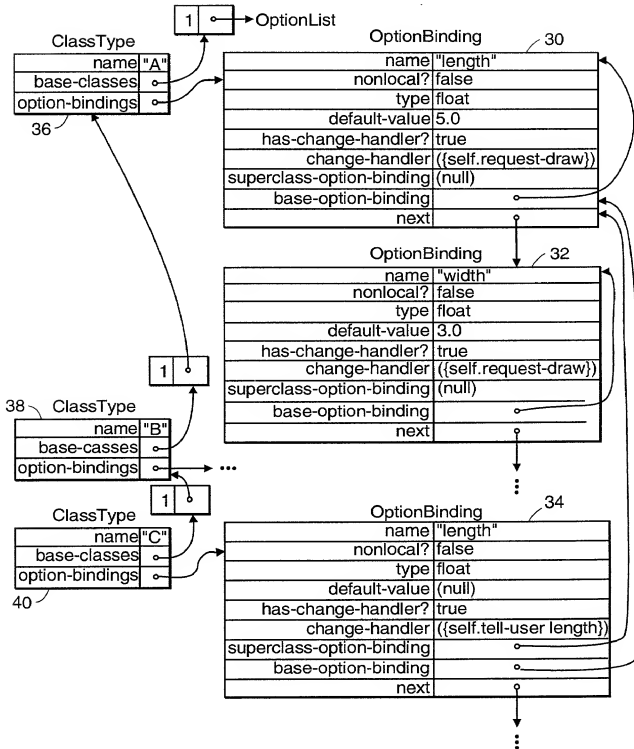 1 OptionList
ClassType
name "A"
base-classes
option-bindings
36
OptionBinding
30
name "length"
nonlocal? false
type float
default-value 5.0
has-change-handler? true
change-handler ({self.request-draw})
superclass-option-binding (null)
base-option-binding
next
OptionBinding
32
name "width"
nonlocal? false
type float
default-value 3.0
has-change-handler? true
change-handler ({self.request-draw})
superclass-option-binding (null)
base-option-binding
next
1
38
ClassType
name "B"
base-casses
option-bindings ...
1
ClassType
name "C"
base-classes
option-bindings
40
...
OptionBinding
34
name "length"
nonlocal? false
type float
default-value (null)
has-change-handler? true
change-handler ({self.tell-user length})
superclass-option-binding
base-option-binding
next
...